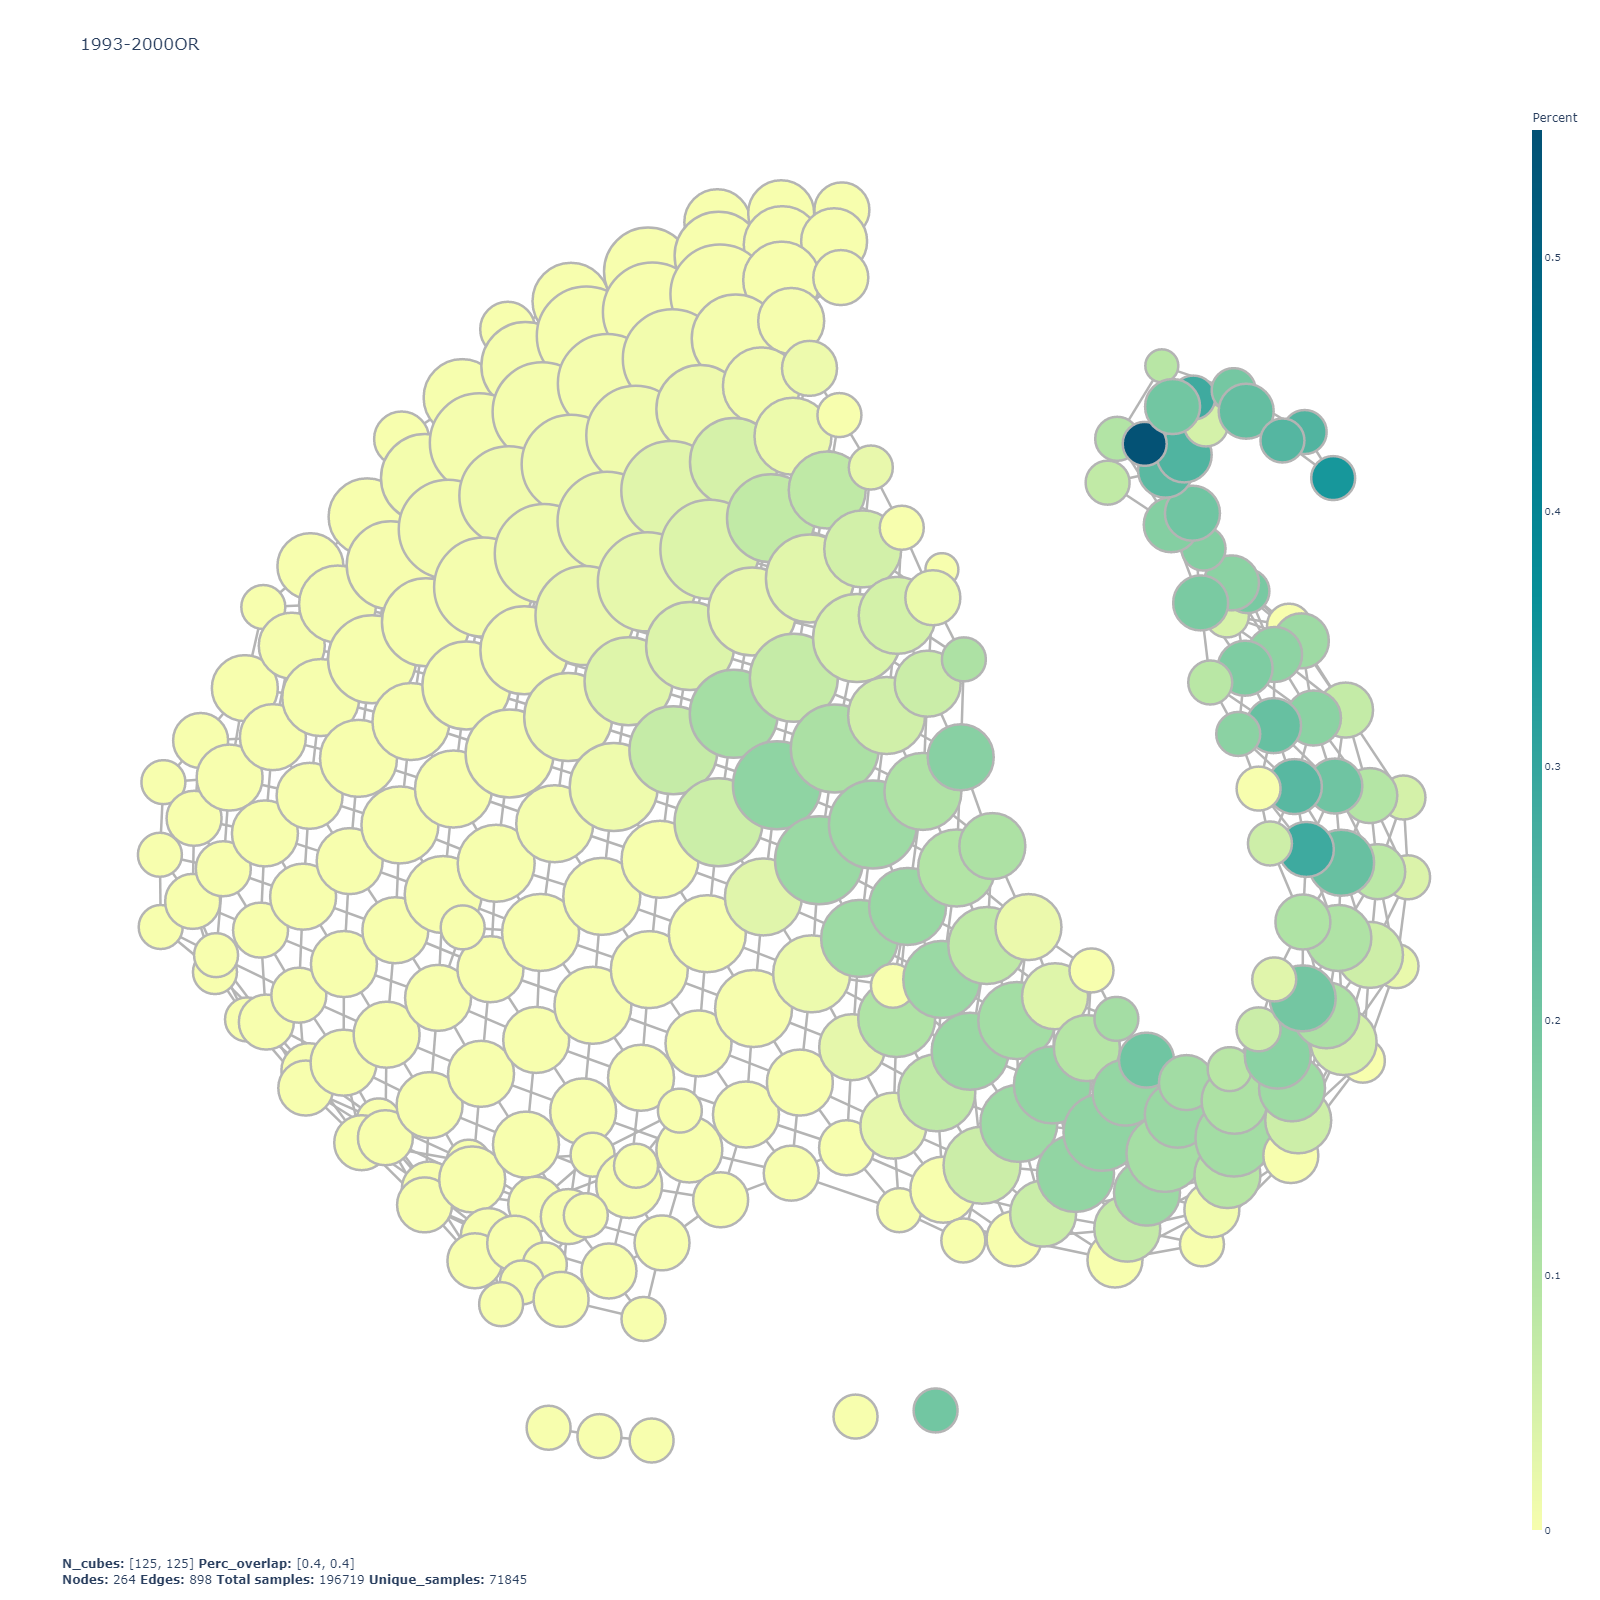 1993-2000OR
Percent
0.5
0.4
0.3
0.2
0.1
0
N_cubes: [125, 125] Perc_overlap: [0.4, 0.4]
Nodes: 264 Edges: 898 Total samples: 196719 Unique_samples: 71845